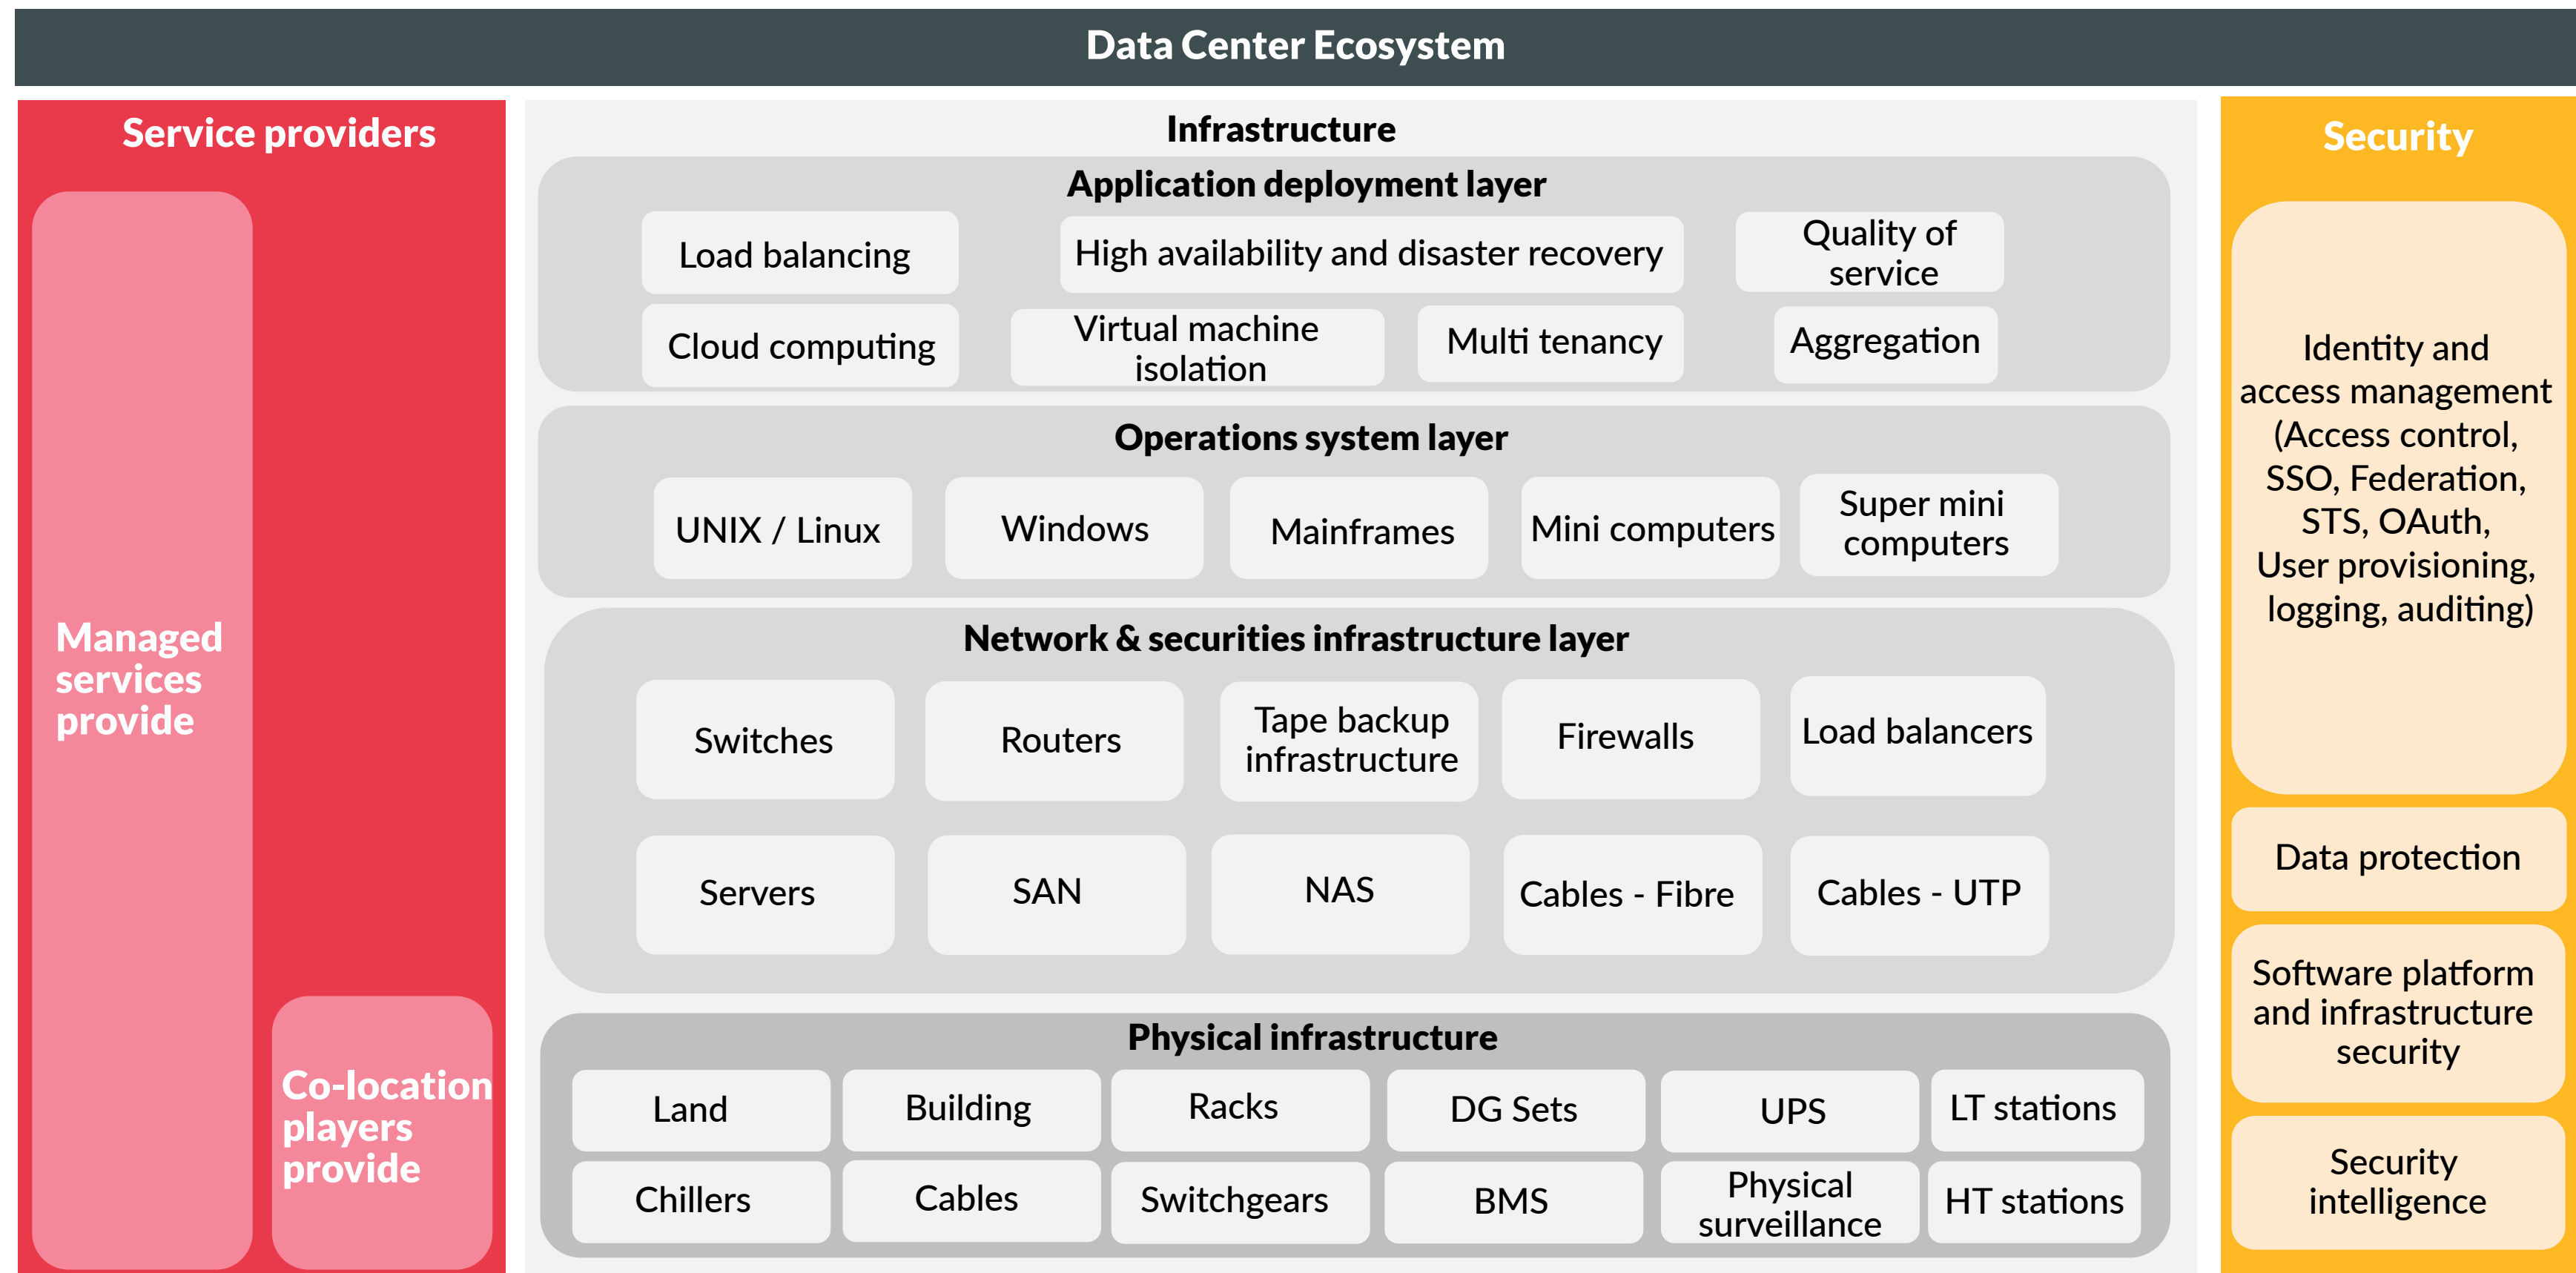 Data Center Ecosystem
Service providers
Managed
services
provide
Co-location
players
provide
Infrastructure
Application deployment layer
Load balancing
High availability and disaster recovery
Quality of
service
Cloud computing
Virtual machine
isolation
Multi tenancy
Aggregation
Operations system layer
UNIX / Linux
Windows
Mainframes
Mini computers
Super mini
computers
Network & securities infrastructure layer
Switches
Routers
Tape backup
infrastructure
Firewalls
Load balancers
Servers
SAN
NAS
Cables - Fibre
Cables - UTP
Physical infrastructure
Land
Building
Racks
DG Sets
UPS
LT stations
Chillers
Cables
Switchgears
BMS
Physical
surveillance
HT stations
Security
Identity and
access management
(Access control,
SSO, Federation,
STS, OAuth,
User provisioning,
logging, auditing)
Data protection
Software platform
and infrastructure
security
Security
intelligence